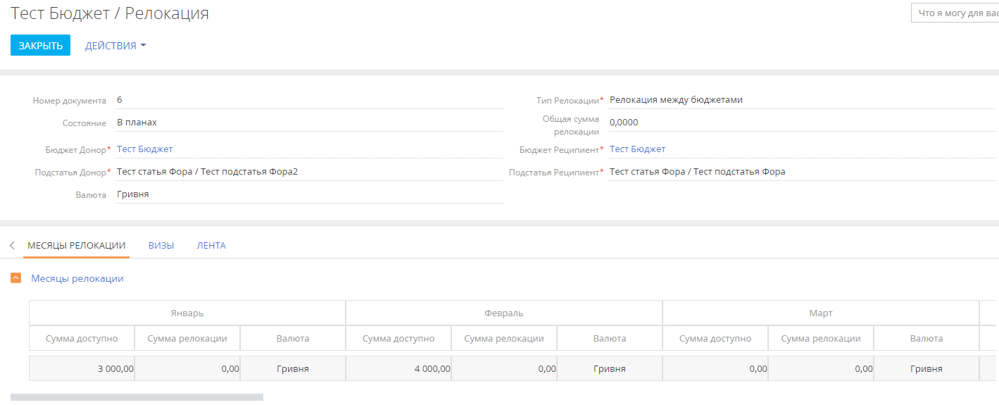 Тест Бюджет / Релокация
Что я могу для вас
ЗАКРЫТЬ ДЕЙСТВИЯ
Номер документа 6
Тип Релокации* Релокация между бюджетами
Состояние В планах
Общая сумма релокации 0,0000
Бюджет Донор* Тест Бюджет
Бюджет Реципиент* Тест Бюджет
Подстатья Донор* Тест статья Фора / Тест подстатья Фора2
Подстатья Реципиент* Тест статья Фора / Тест подстатья Фора
Валюта Гривня
МЕСЯЦЫ РЕЛОКАЦИИ ВИЗЫ ЛЕНТА
Месяцы релокации
Январь Февраль Март
Сумма доступно Сумма релокации Валюта Сумма доступно Сумма релокации Валюта Сумма доступно Сумма релокации Валюта
3 000,00 0,00 Гривня 4 000,00 0,00 Гривня 0,00 0,00 Гривня